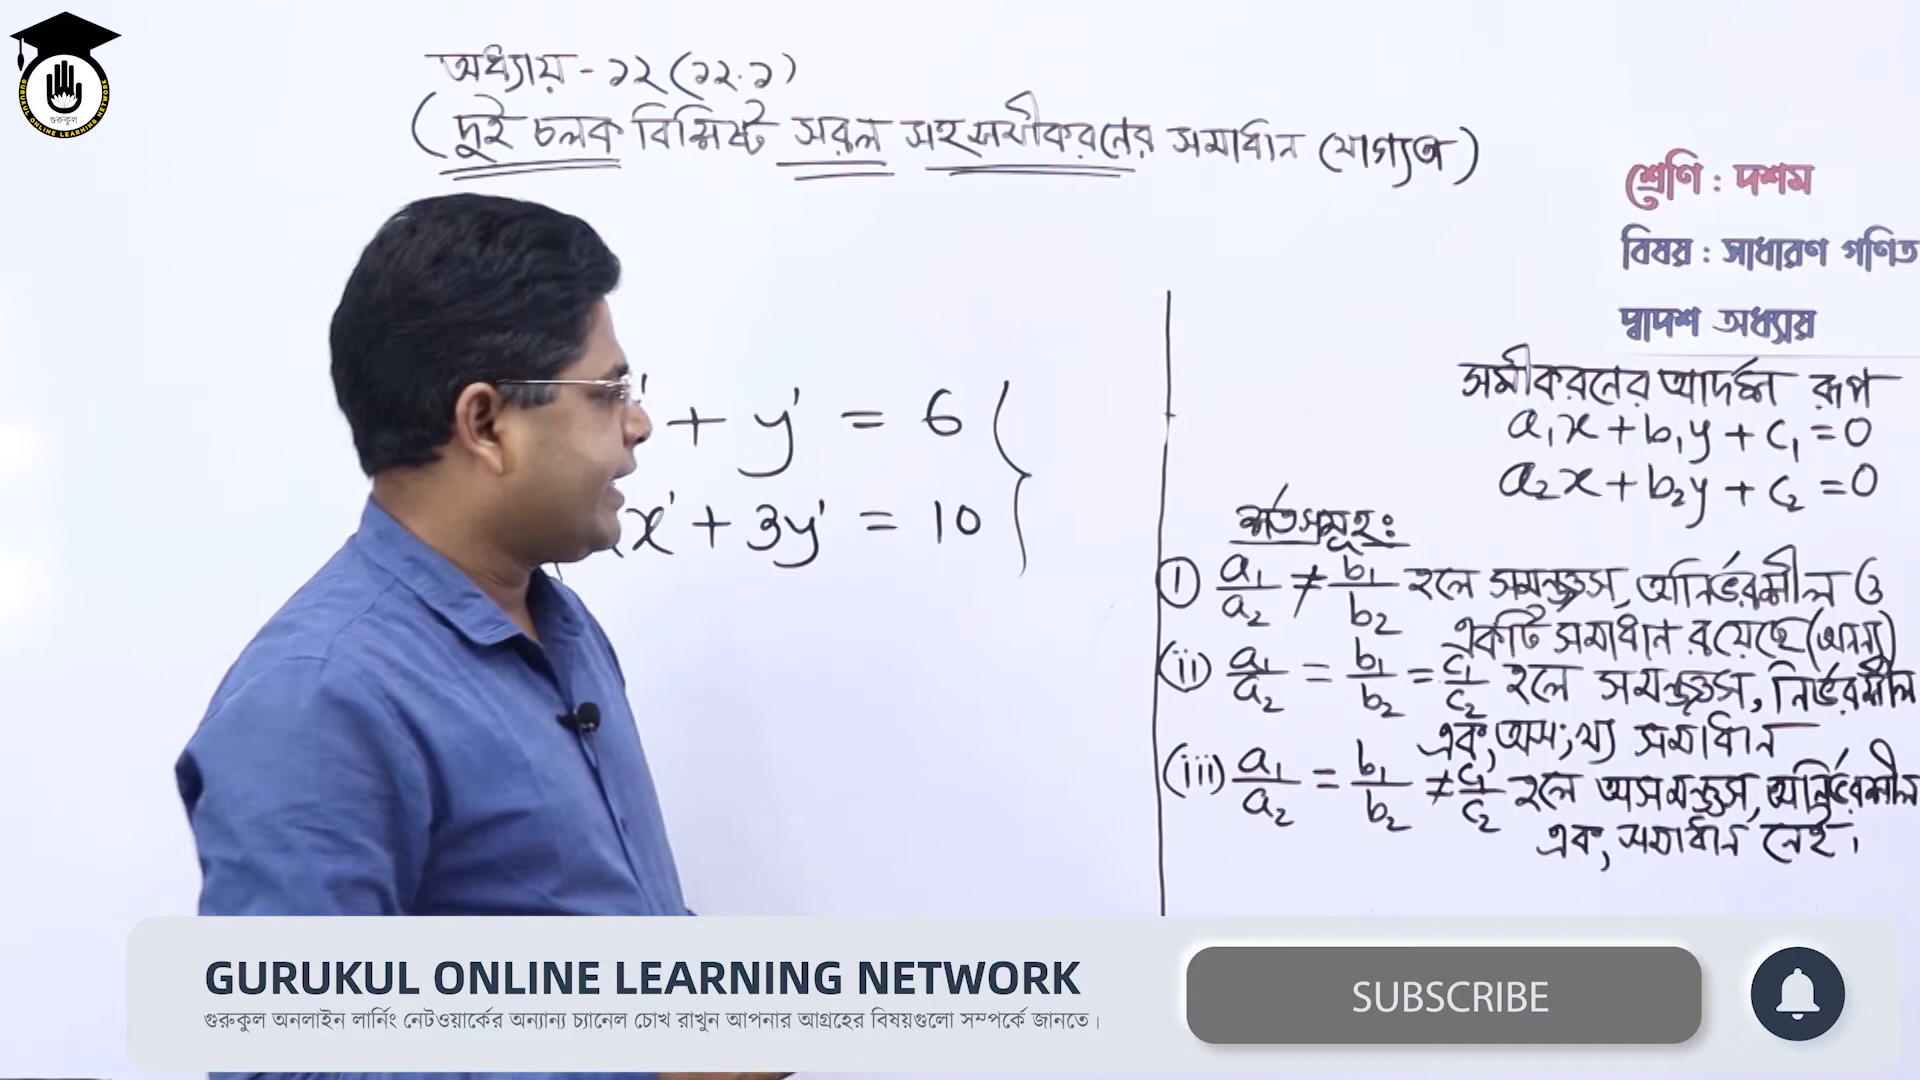 গুরুকুল
GURUKUL ONLINE LEARNING NETWORK
অধ্যায় - ১২ (১২.১)
(দুই চলক বিশিষ্ট সরল সহসমীকরনের সমাধান যোগ্যতা)
শ্রেণি : দশম
বিষয় : সাধারণ গণিত
দ্বাদশ অধ্যায়
+ y' = 6
x' + 3y' = 10
সমীকরনের আদর্শ রূপ
a₁x + b₁y + c₁ = 0
a₂x + b₂y + c₂ = 0
শর্তসমূহঃ
(i) a₁/a₂ ≠ b₁/b₂ হলে সমঞ্জস, অনির্ভরশীল ও
একটি সমাধান রয়েছে (অনন্য)
(ii) a₁/a₂ = b₁/b₂ = c₁/c₂ হলে সমঞ্জস, নির্ভরশীল
এবং অসংখ্য সমাধান
(iii) a₁/a₂ = b₁/b₂ ≠ c₁/c₂ হলে অসমঞ্জস, অনির্ভরশীল
এবং সমাধান নেই।
GURUKUL ONLINE LEARNING NETWORK
গুরুকুল অনলাইন লার্নিং নেটওয়ার্কের অন্যান্য চ্যানেল চোখ রাখুন আপনার আগ্রহের বিষয়গুলো সম্পর্কে জানতে।
SUBSCRIBE